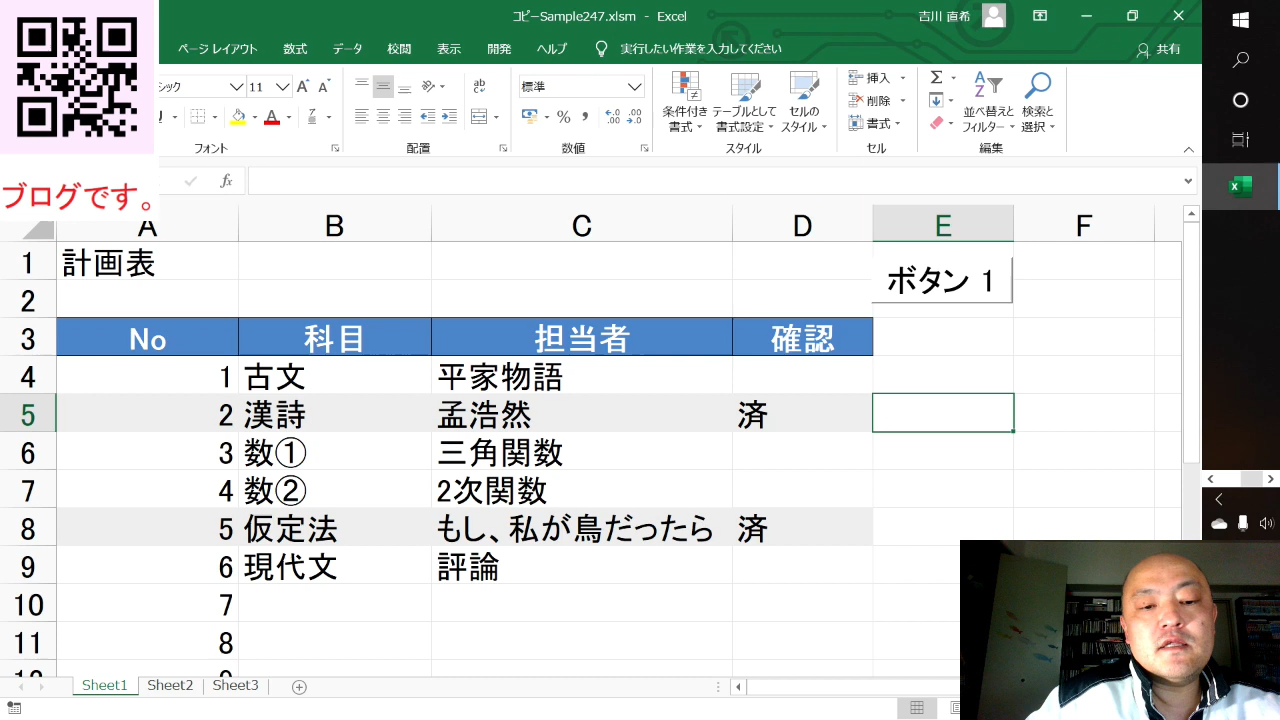 コピーSample247.xlsm - Excel
吉川 直希
ページ レイアウト 数式 データ 校閲 表示 開発 ヘルプ 実行したい作業を入力してください 共有
11
標準
条件付き書式
テーブルとして書式設定
セルのスタイル
挿入
削除
書式
並べ替えとフィルター
検索と選択
フォント 配置 数値 スタイル セル 編集
ブログです。
fx
A B C D E F
1 計画表
ボタン 1
2
3 No 科目 担当者 確認
4 1 古文 平家物語
5 2 漢詩 孟浩然 済
6 3 数① 三角関数
7 4 数② 2次関数
8 5 仮定法 もし、私が鳥だったら 済
9 6 現代文 評論
10 7
11 8
Sheet1 Sheet2 Sheet3